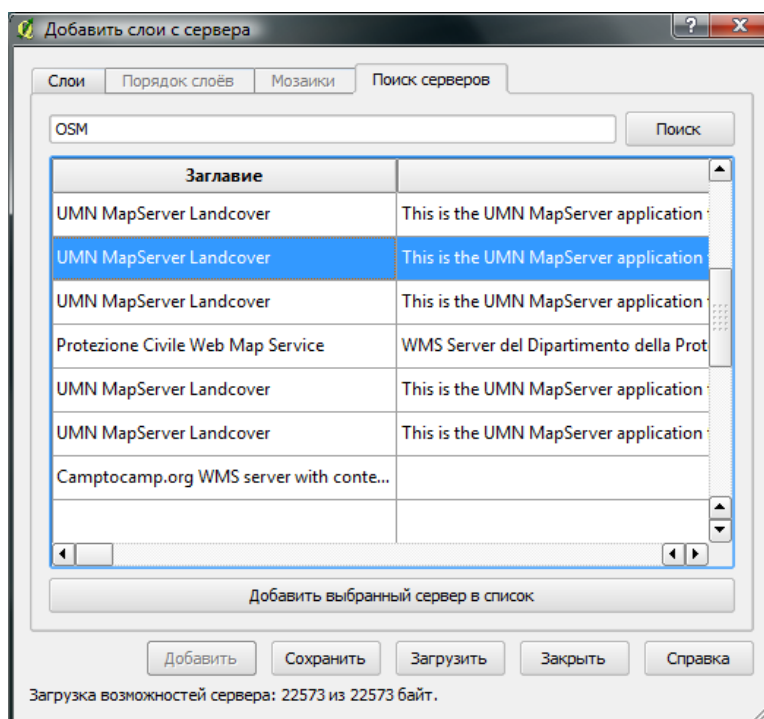 Добавить слои с сервера
Слои Порядок слоёв Мозаики Поиск серверов
OSM Поиск
Заглавие
UMN MapServer Landcover This is the UMN MapServer application
UMN MapServer Landcover This is the UMN MapServer application
UMN MapServer Landcover This is the UMN MapServer application
Protezione Civile Web Map Service WMS Server del Dipartimento della Prot
UMN MapServer Landcover This is the UMN MapServer application
UMN MapServer Landcover This is the UMN MapServer application
Camptocamp.org WMS server with conte...
Добавить выбранный сервер в список
Добавить Сохранить Загрузить Закрыть Справка
Загрузка возможностей сервера: 22573 из 22573 байт.